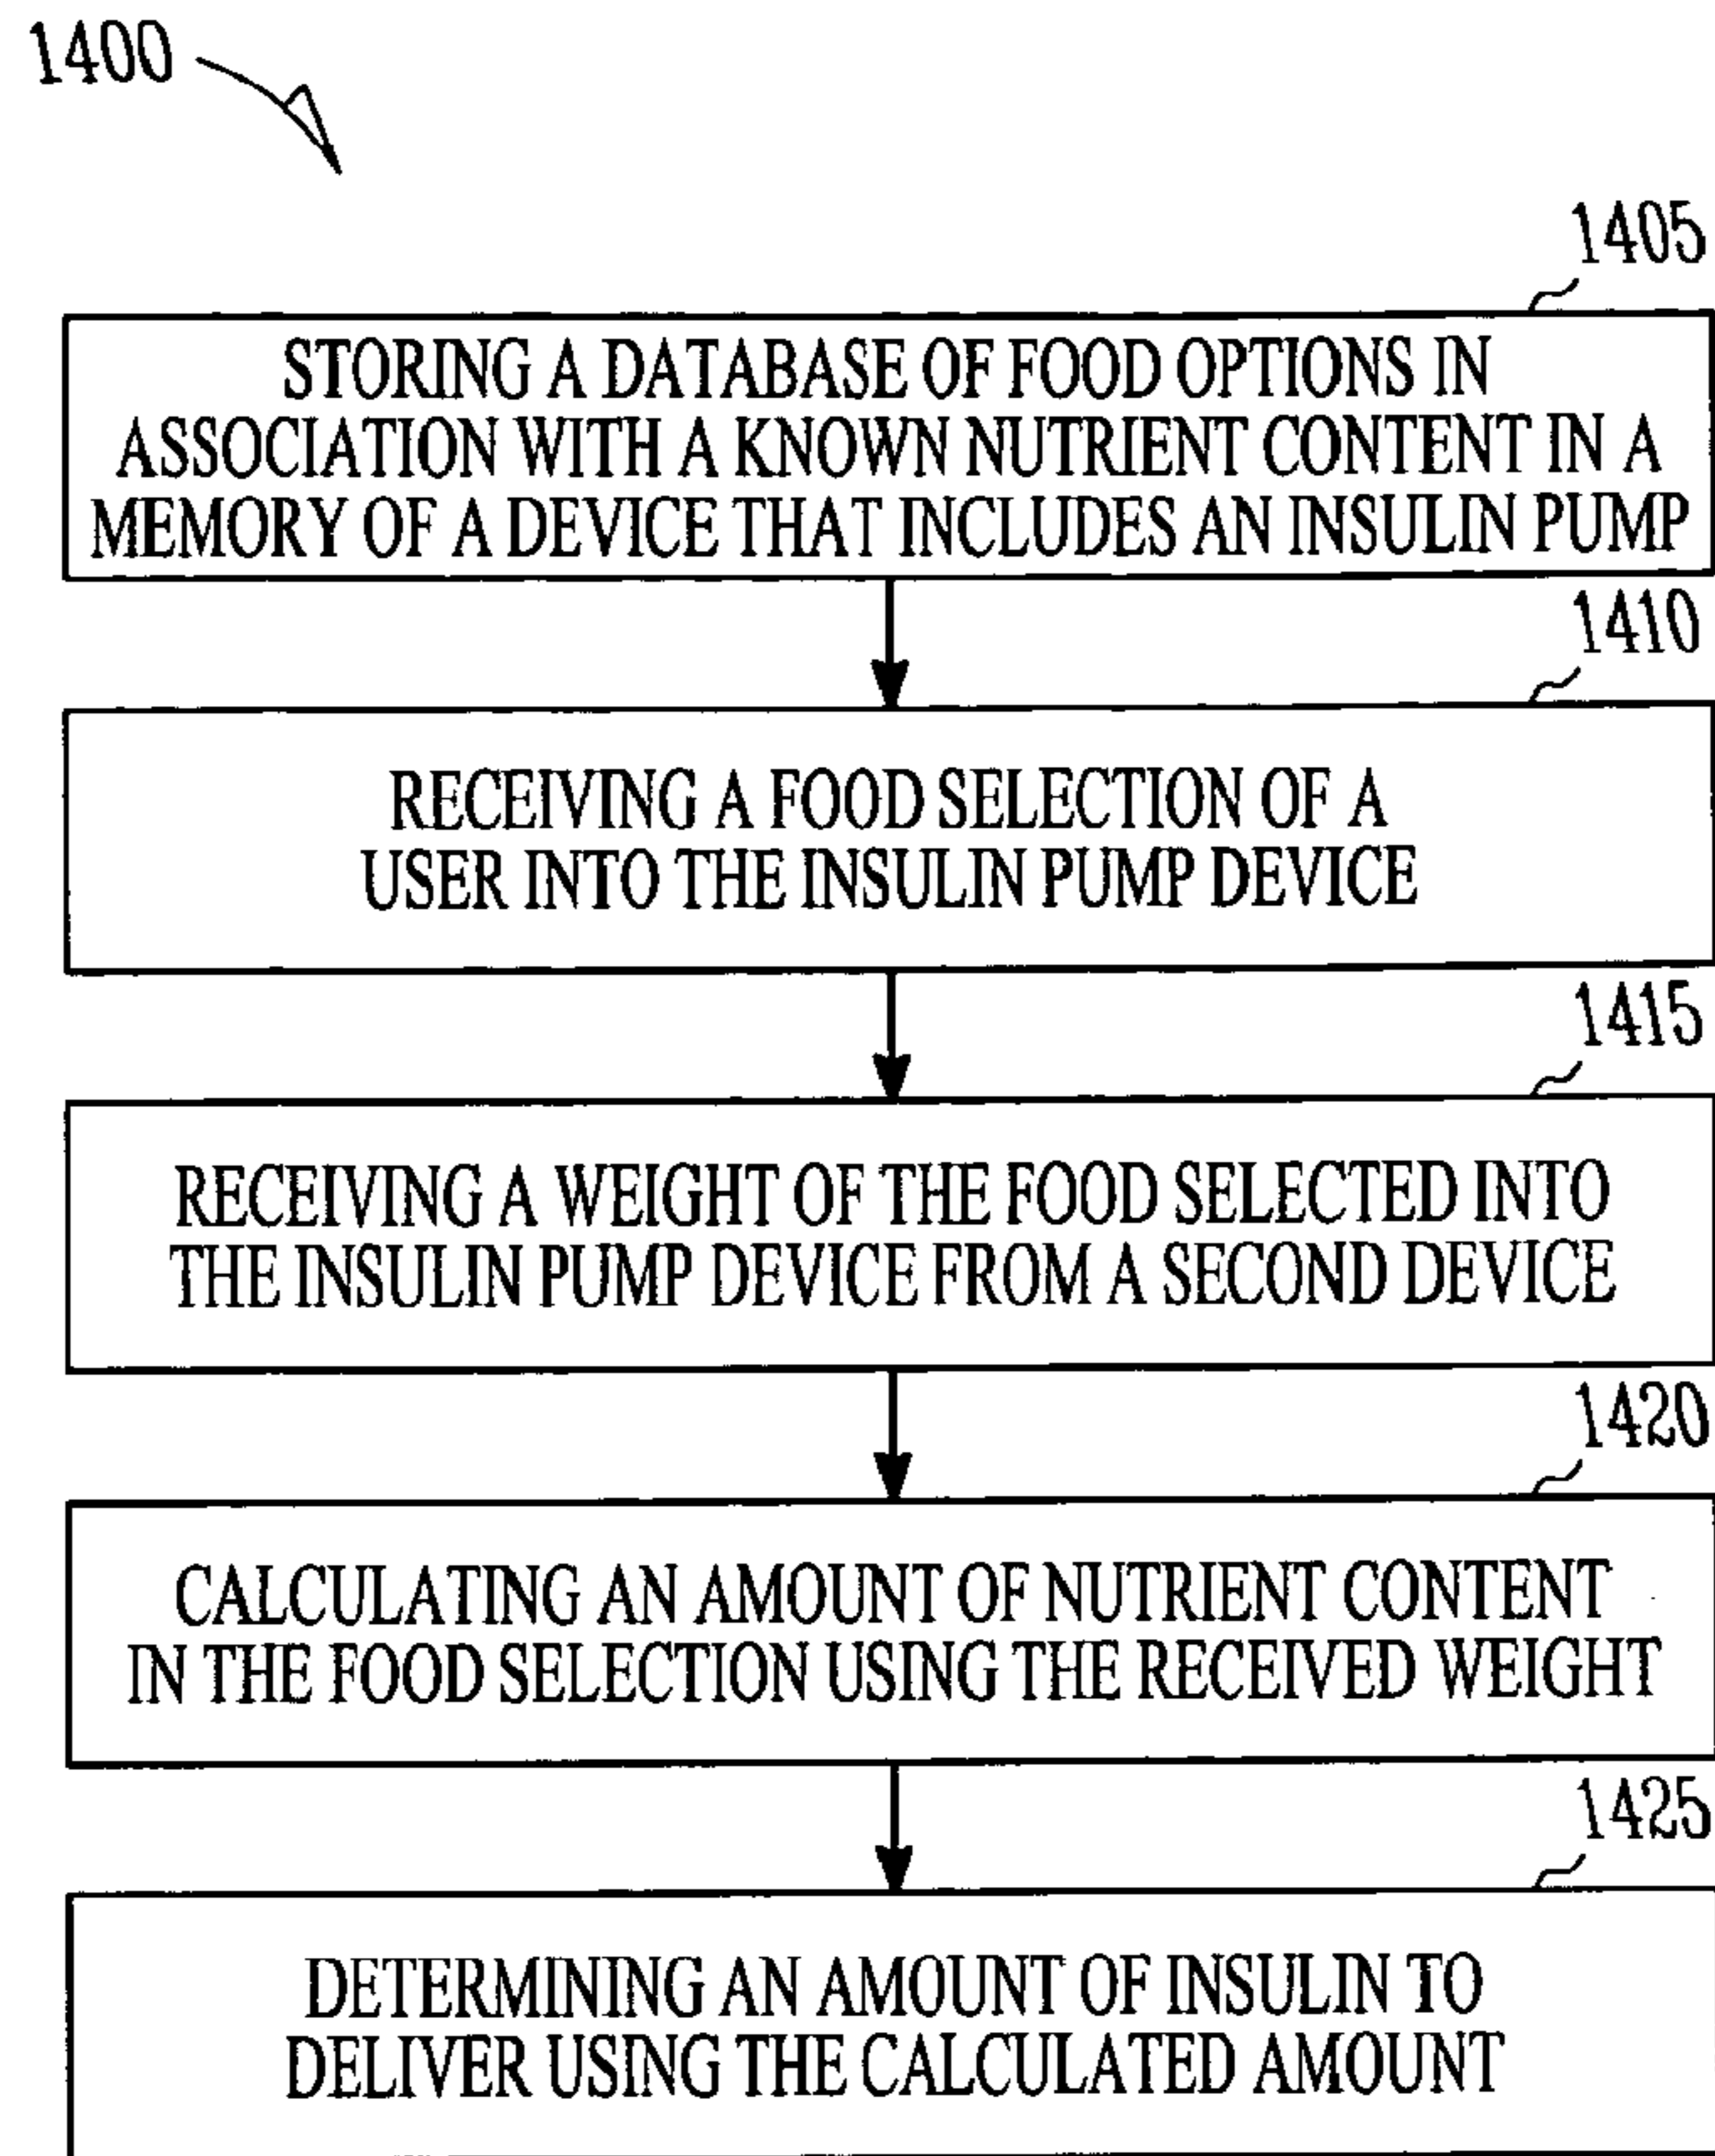 1400
1405
STORING A DATABASE OF FOOD OPTIONS IN
ASSOCIATION WITH A KNOWN NUTRIENT CONTENT IN A
MEMORY OF A DEVICE THAT INCLUDES AN INSULIN PUMP
1410
RECEIVING A FOOD SELECTION OF A
USER INTO THE INSULIN PUMP DEVICE
1415
RECEIVING A WEIGHT OF THE FOOD SELECTED INTO
THE INSULIN PUMP DEVICE FROM A SECOND DEVICE
1420
CALCULATING AN AMOUNT OF NUTRIENT CONTENT
IN THE FOOD SELECTION USING THE RECEIVED WEIGHT
1425
DETERMINING AN AMOUNT OF INSULIN TO
DELIVER USING THE CALCULATED AMOUNT